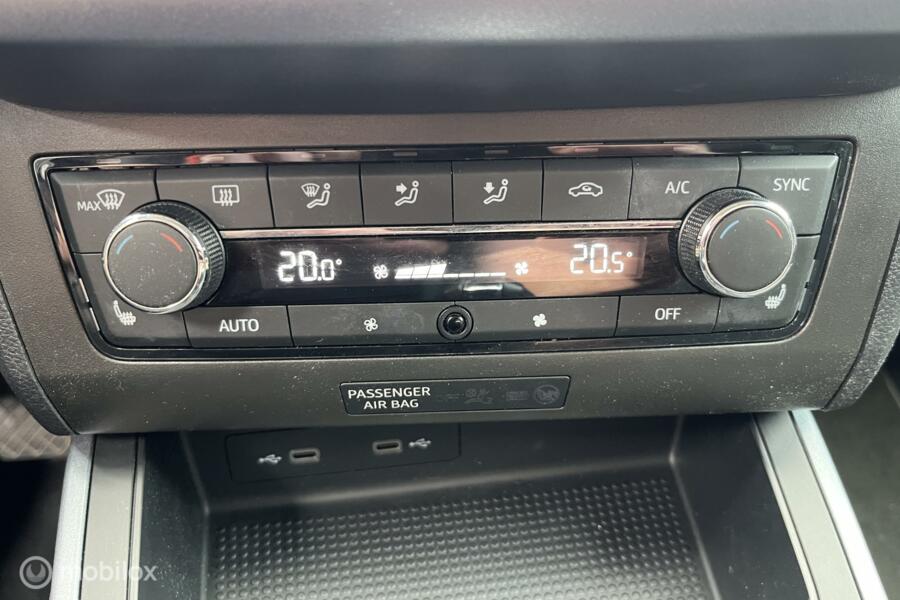 MAX
A/C
SYNC
20.0°
20.5°
AUTO
OFF
PASSENGER
AIR BAG
mobilox